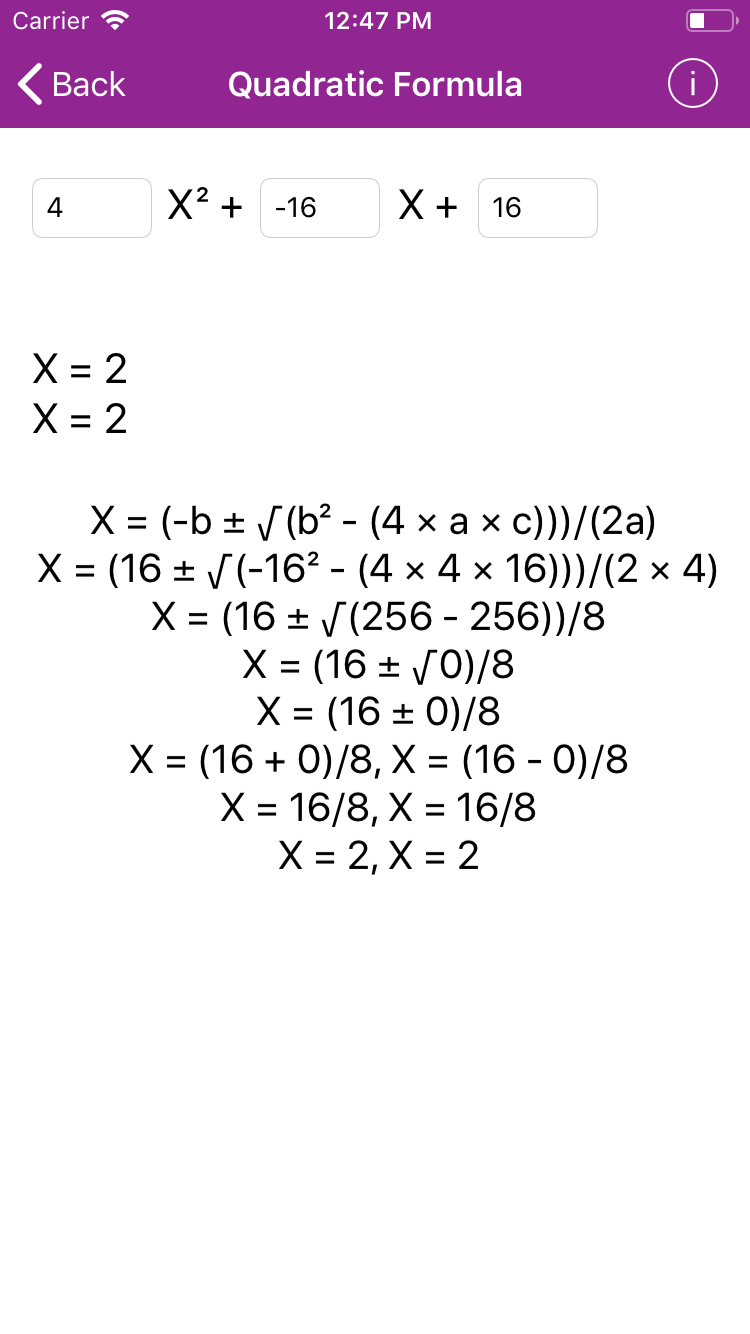 Carrier 12:47 PM
Back Quadratic Formula i
4 X² + -16 X + 16
X = 2
X = 2
X = (-b ± √(b² - (4 × a × c)))/(2a)
X = (16 ± √(-16² - (4 × 4 × 16)))/(2 × 4)
X = (16 ± √(256 - 256))/8
X = (16 ± √0)/8
X = (16 ± 0)/8
X = (16 + 0)/8, X = (16 - 0)/8
X = 16/8, X = 16/8
X = 2, X = 2